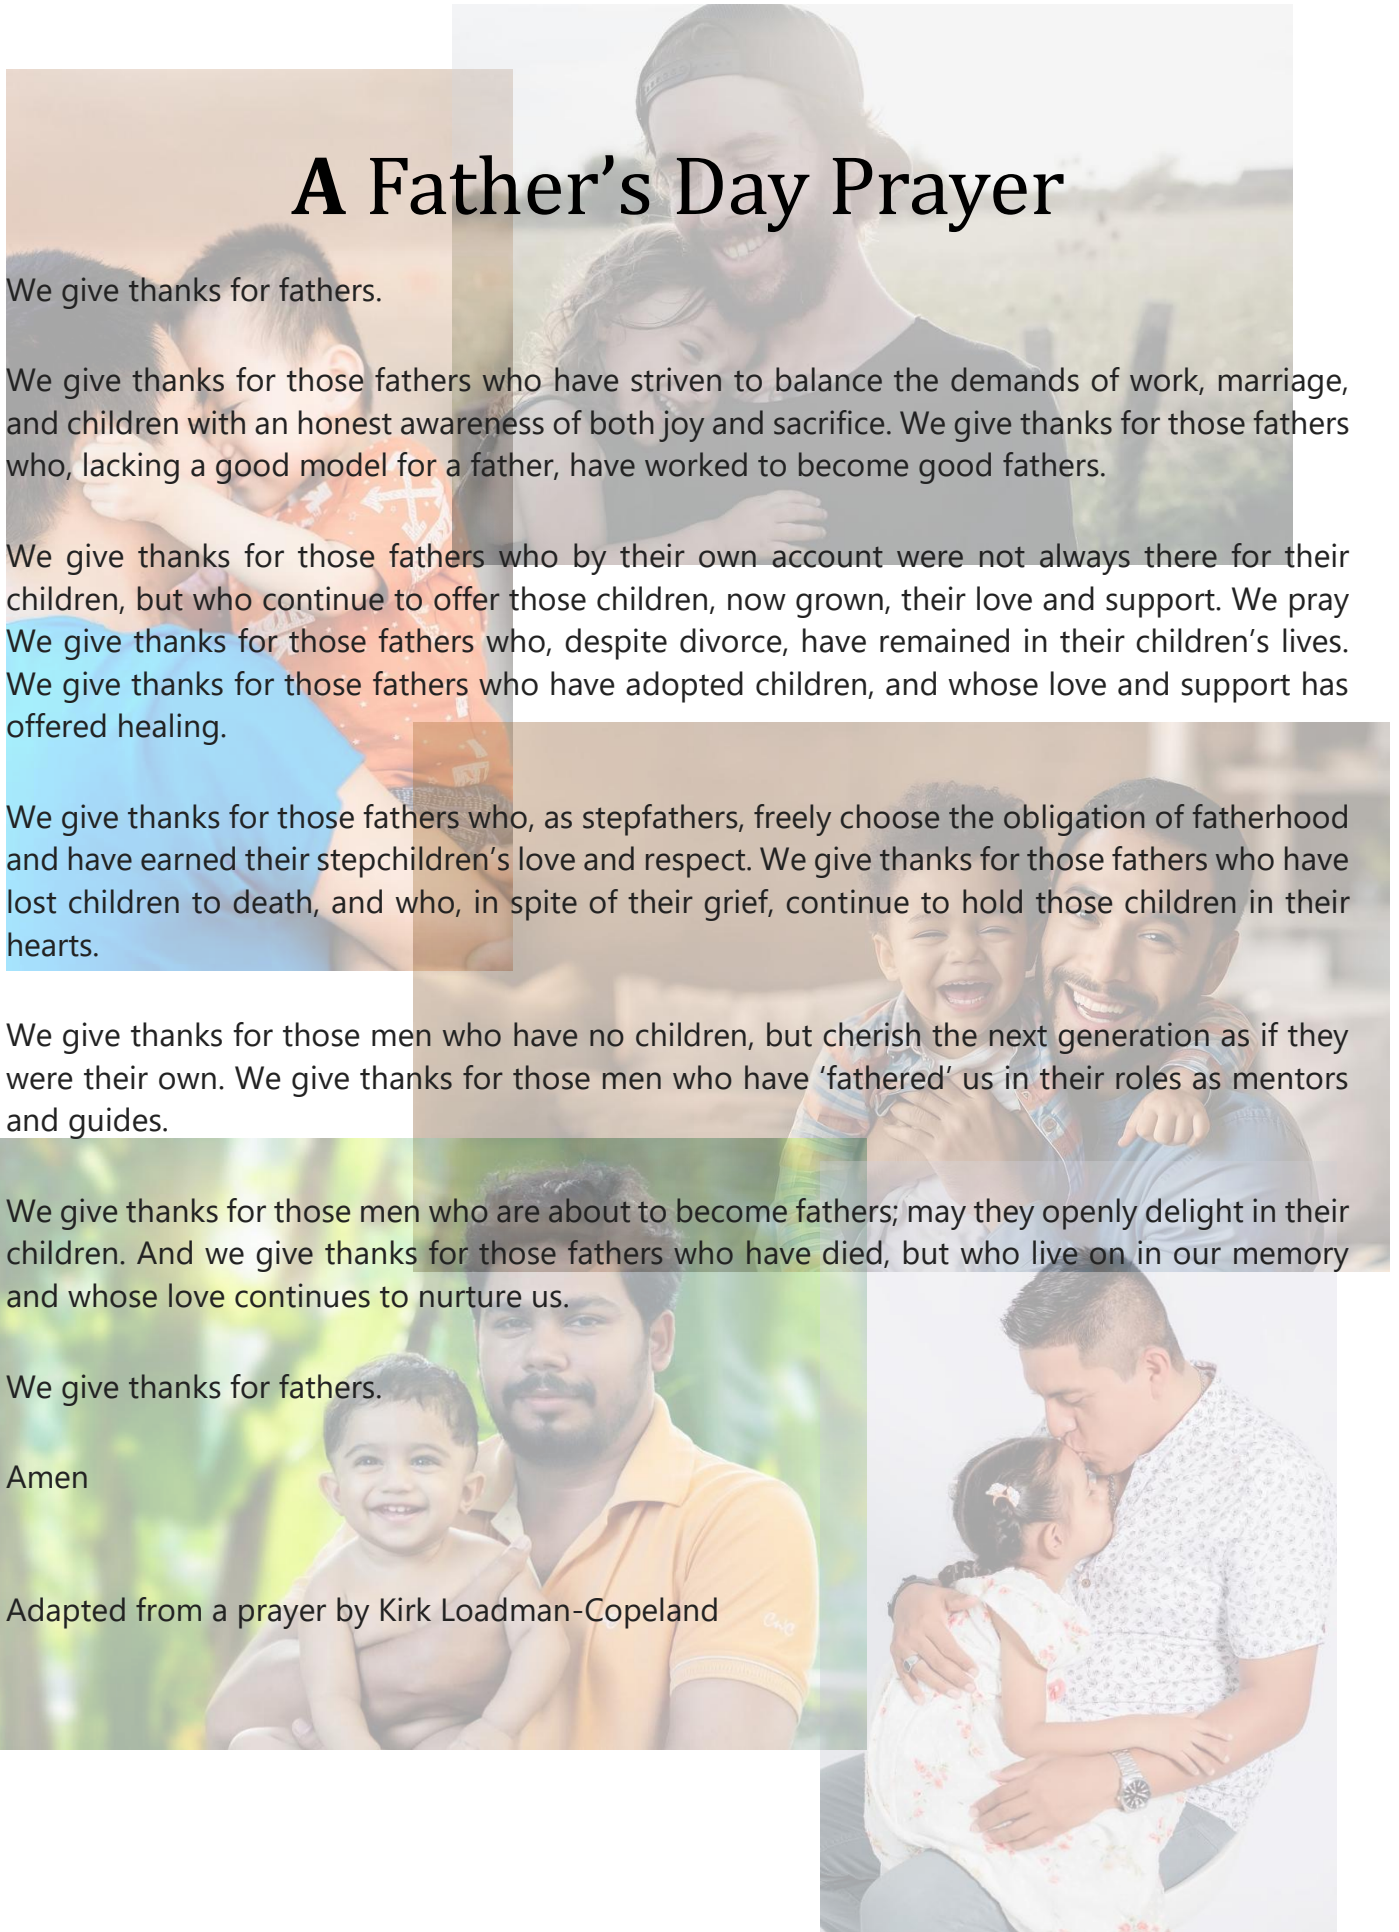 A Father’s Day Prayer
We give thanks for fathers.
We give thanks for those fathers who have striven to balance the demands of work, marriage,
and children with an honest awareness of both joy and sacrifice. We give thanks for those fathers
who, lacking a good model for a father, have worked to become good fathers.
We give thanks for those fathers who by their own account were not always there for their
children, but who continue to offer those children, now grown, their love and support. We pray
We give thanks for those fathers who, despite divorce, have remained in their children’s lives.
We give thanks for those fathers who have adopted children, and whose love and support has
offered healing.
We give thanks for those fathers who, as stepfathers, freely choose the obligation of fatherhood
and have earned their stepchildren’s love and respect. We give thanks for those fathers who have
lost children to death, and who, in spite of their grief, continue to hold those children in their
hearts.
We give thanks for those men who have no children, but cherish the next generation as if they
were their own. We give thanks for those men who have ‘fathered’ us in their roles as mentors
and guides.
We give thanks for those men who are about to become fathers; may they openly delight in their
children. And we give thanks for those fathers who have died, but who live on in our memory
and whose love continues to nurture us.
We give thanks for fathers.
Amen
Adapted from a prayer by Kirk Loadman-Copeland